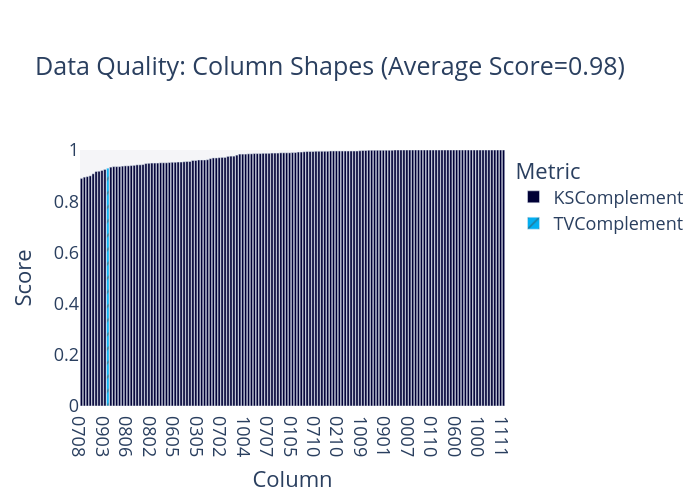 Data Quality: Column Shapes (Average Score=0.98)
1
0.8
0.6
0.4
0.2
0
Score
Metric
KSComplement
TVComplement
0708 0903 0806 0802 0605 0305 0702 1004 0707 0105 0710 0210 1009 0901 0007 0110 0600 1000 1111
Column